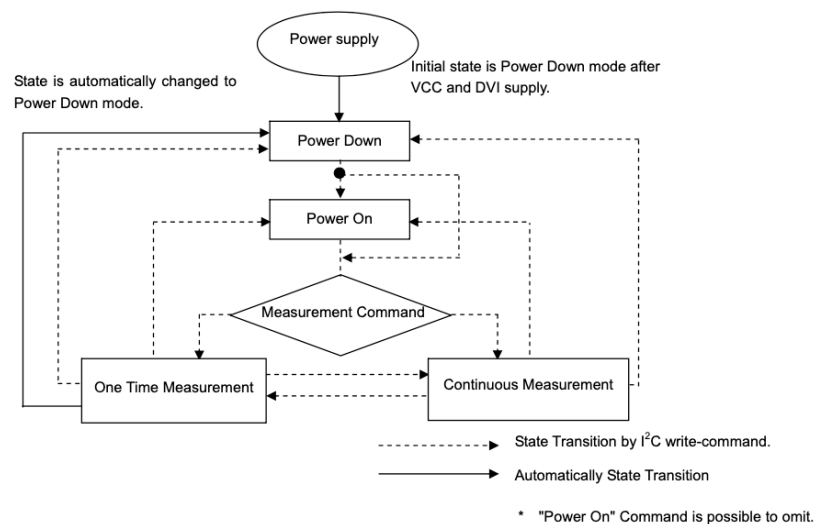 Power supply
Initial state is Power Down mode after
VCC and DVI supply.
State is automatically changed to
Power Down mode.
Power Down
Power On
Measurement Command
One Time Measurement
Continuous Measurement
State Transition by I²C write-command.
Automatically State Transition
* "Power On" Command is possible to omit.